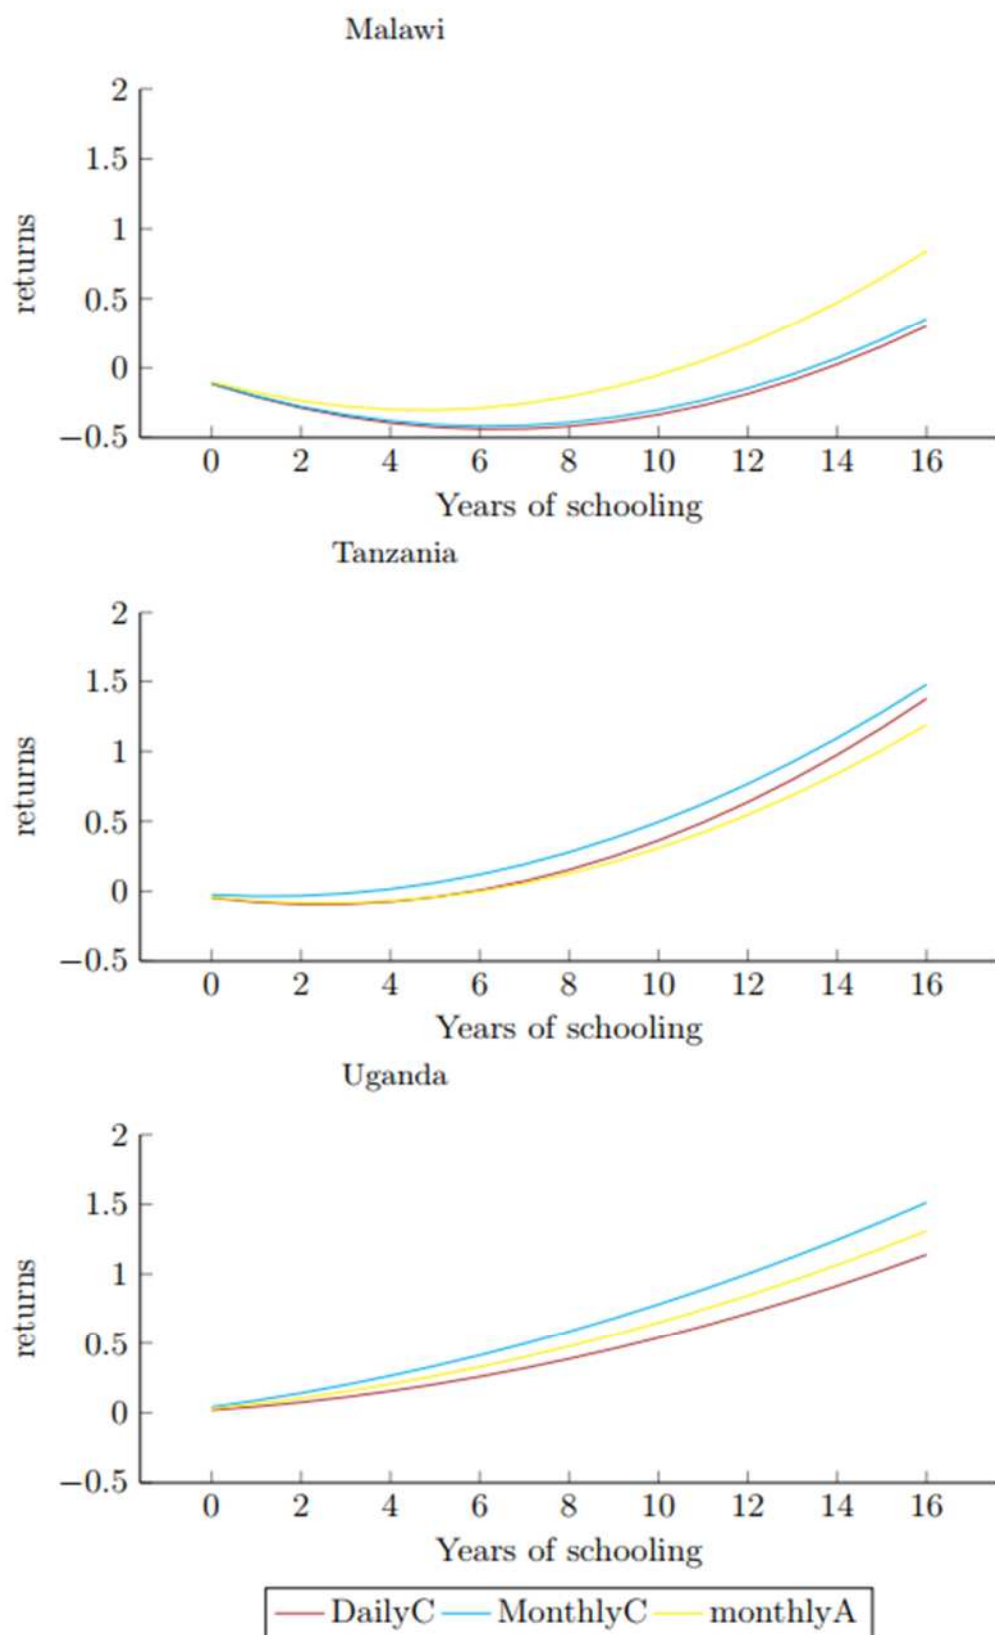 Malawi
2
1.5
1
0.5
0
−0.5
returns
0 2 4 6 8 10 12 14 16
Years of schooling
Tanzania
2
1.5
1
0.5
0
−0.5
returns
0 2 4 6 8 10 12 14 16
Years of schooling
Uganda
2
1.5
1
0.5
0
−0.5
returns
0 2 4 6 8 10 12 14 16
Years of schooling
DailyC MonthlyC monthlyA